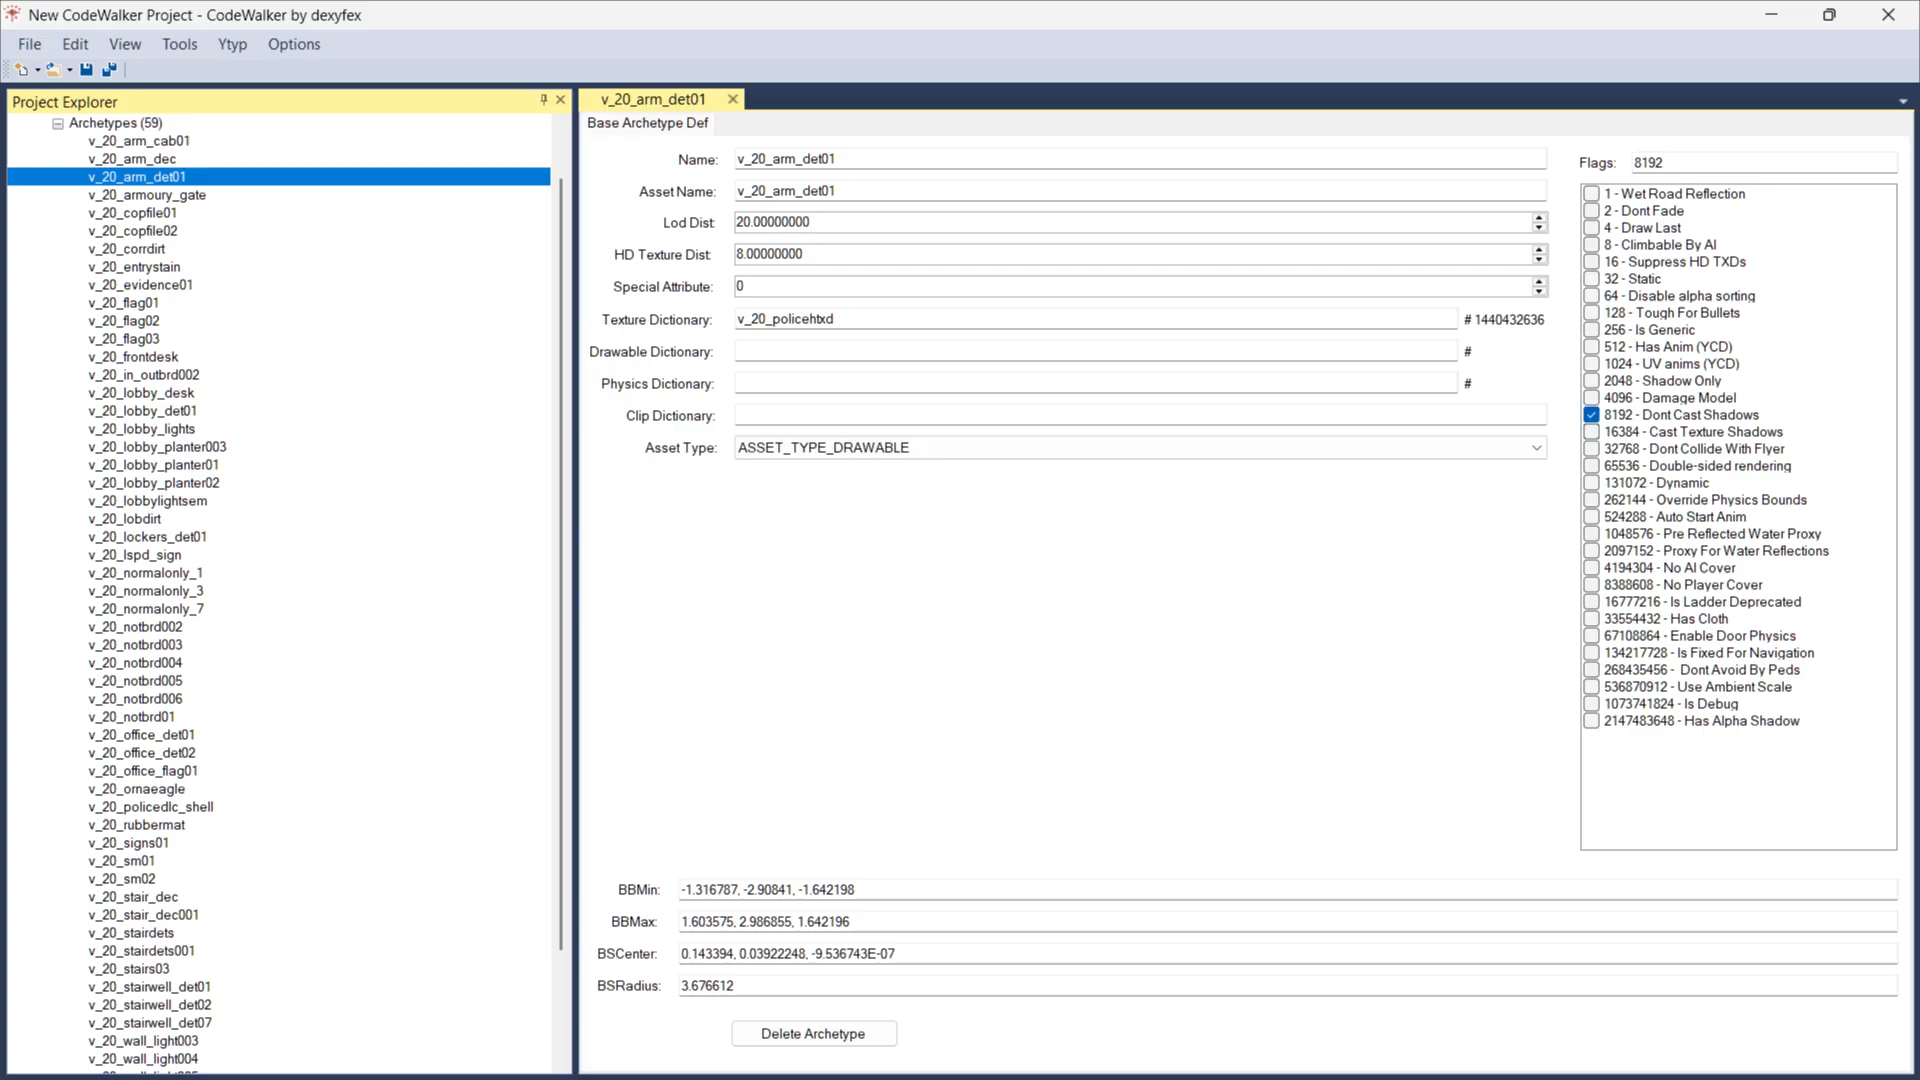 New CodeWalker Project - CodeWalker by dexyfex
File Edit View Tools Ytyp Options
Project Explorer
Archetypes (59)
v_20_arm_cab01
v_20_arm_dec
v_20_arm_det01
v_20_armoury_gate
v_20_copfile01
v_20_copfile02
v_20_corrdirt
v_20_entrystain
v_20_evidence01
v_20_flag01
v_20_flag02
v_20_flag03
v_20_frontdesk
v_20_in_outbrd002
v_20_lobby_desk
v_20_lobby_det01
v_20_lobby_lights
v_20_lobby_planter003
v_20_lobby_planter01
v_20_lobby_planter02
v_20_lobbylightsem
v_20_lobdirt
v_20_lockers_det01
v_20_lspd_sign
v_20_normalonly_1
v_20_normalonly_3
v_20_normalonly_7
v_20_notbrd002
v_20_notbrd003
v_20_notbrd004
v_20_notbrd005
v_20_notbrd006
v_20_notbrd01
v_20_office_det01
v_20_office_det02
v_20_office_flag01
v_20_ornaeagle
v_20_policedlc_shell
v_20_rubbermat
v_20_signs01
v_20_sm01
v_20_sm02
v_20_stair_dec
v_20_stair_dec001
v_20_stairdets
v_20_stairdets001
v_20_stairs03
v_20_stairwell_det01
v_20_stairwell_det02
v_20_stairwell_det07
v_20_wall_light003
v_20_wall_light004
v_20_arm_det01
Base Archetype Def
Name: v_20_arm_det01
Asset Name: v_20_arm_det01
Lod Dist: 20.00000000
HD Texture Dist: 8.00000000
Special Attribute: 0
Texture Dictionary: v_20_policehtxd # 1440432636
Drawable Dictionary: #
Physics Dictionary: #
Clip Dictionary:
Asset Type: ASSET_TYPE_DRAWABLE
Flags: 8192
1 - Wet Road Reflection
2 - Dont Fade
4 - Draw Last
8 - Climbable By AI
16 - Suppress HD TXDs
32 - Static
64 - Disable alpha sorting
128 - Tough For Bullets
256 - Is Generic
512 - Has Anim (YCD)
1024 - UV anims (YCD)
2048 - Shadow Only
4096 - Damage Model
8192 - Dont Cast Shadows
16384 - Cast Texture Shadows
32768 - Dont Collide With Flyer
65536 - Double-sided rendering
131072 - Dynamic
262144 - Override Physics Bounds
524288 - Auto Start Anim
1048576 - Pre Reflected Water Proxy
2097152 - Proxy For Water Reflections
4194304 - No AI Cover
8388608 - No Player Cover
16777216 - Is Ladder Deprecated
33554432 - Has Cloth
67108864 - Enable Door Physics
134217728 - Is Fixed For Navigation
268435456 - Dont Avoid By Peds
536870912 - Use Ambient Scale
1073741824 - Is Debug
2147483648 - Has Alpha Shadow
BBMin: -1.316787, -2.90841, -1.642198
BBMax: 1.603575, 2.986855, 1.642196
BSCenter: 0.143394, 0.03922248, -9.536743E-07
BSRadius: 3.676612
Delete Archetype